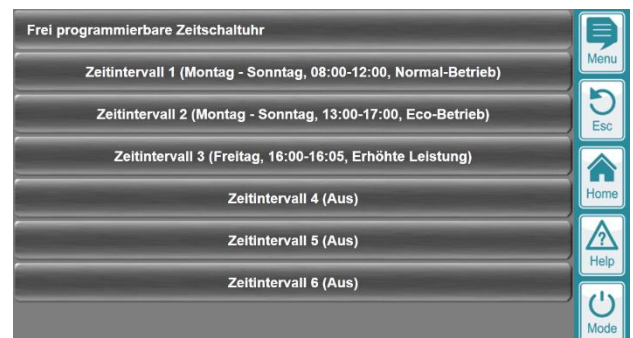 Frei programmierbare Zeitschaltuhr
Zeitintervall 1 (Montag - Sonntag, 08:00-12:00, Normal-Betrieb)
Zeitintervall 2 (Montag - Sonntag, 13:00-17:00, Eco-Betrieb)
Zeitintervall 3 (Freitag, 16:00-16:05, Erhöhte Leistung)
Zeitintervall 4 (Aus)
Zeitintervall 5 (Aus)
Zeitintervall 6 (Aus)
Menu
Esc
Home
Help
Mode